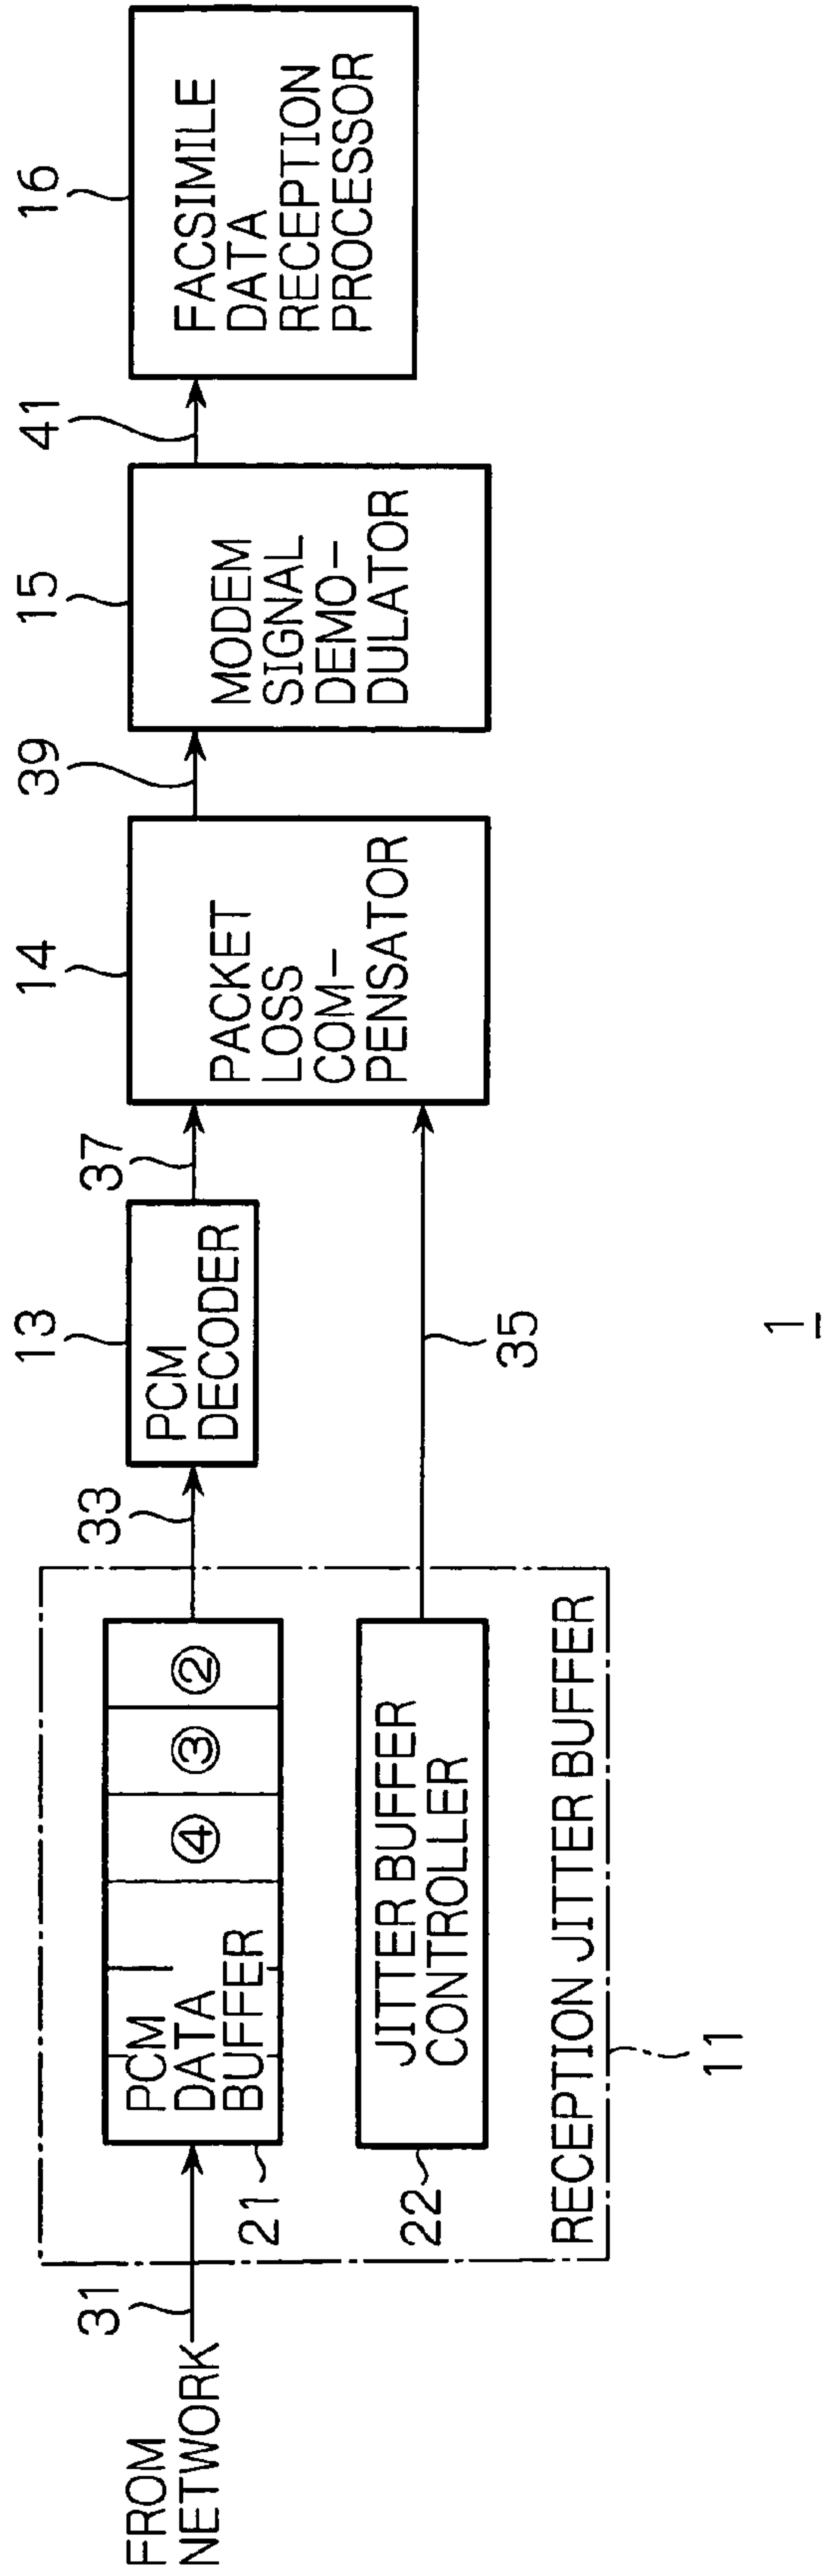 FROM
NETWORK
31
PCM
DATA
BUFFER
④
③
②
21
JITTER BUFFER
CONTROLLER
22
RECEPTION JITTER BUFFER
11
33
35
13
PCM
DECODER
37
14
PACKET
LOSS
COM-
PENSATOR
39
15
MODEM
SIGNAL
DEMO-
DULATOR
41
16
FACSIMILE
DATA
RECEPTION
PROCESSOR
1